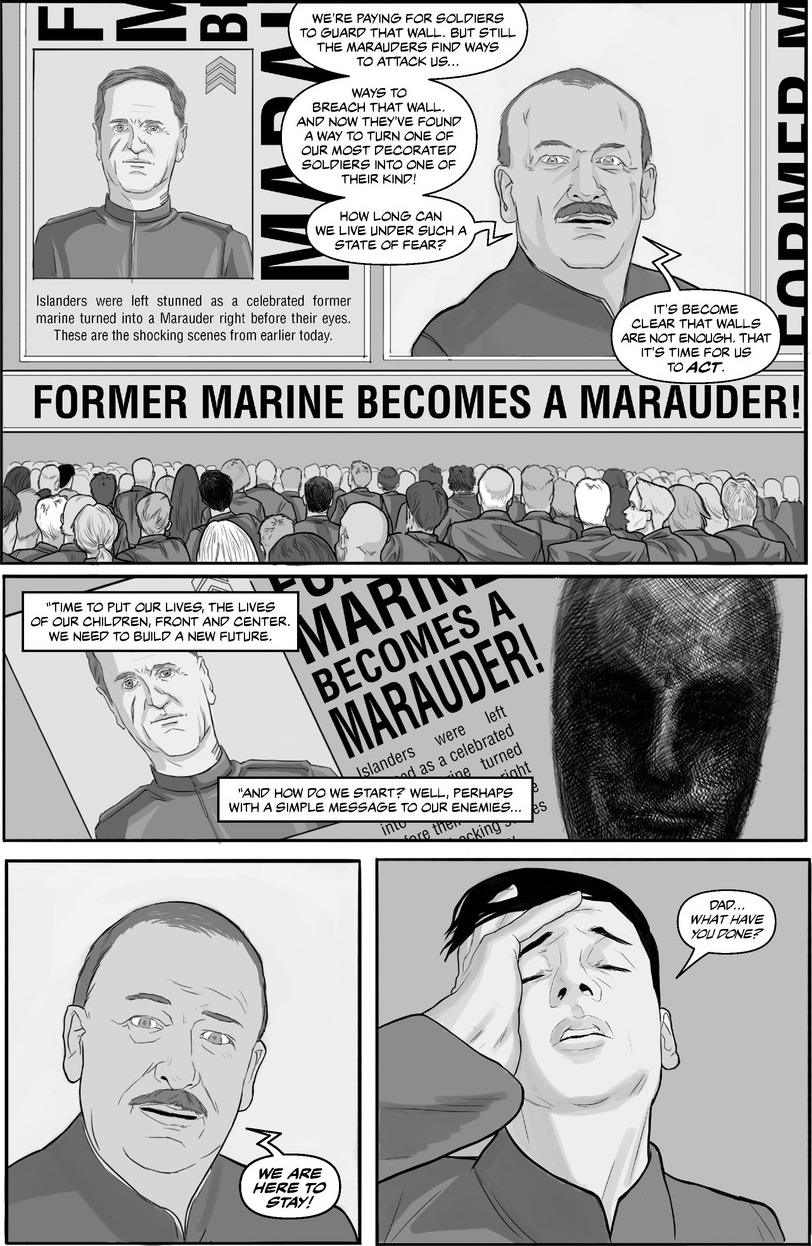 F
M
BE
MARAU
WE'RE PAYING FOR SOLDIERS
TO GUARD THAT WALL. BUT STILL
THE MARAUDERS FIND WAYS
TO ATTACK US...
WAYS TO
BREACH THAT WALL.
AND NOW THEY'VE FOUND
A WAY TO TURN ONE OF
OUR MOST DECORATED
SOLDIERS INTO ONE OF
THEIR KIND!
HOW LONG CAN
WE LIVE UNDER SUCH A
STATE OF FEAR?
FORMER M
Islanders were left stunned as a celebrated former
marine turned into a Marauder right before their eyes.
These are the shocking scenes from earlier today.
IT'S BECOME
CLEAR THAT WALLS
ARE NOT ENOUGH. THAT
IT'S TIME FOR US
TO ACT.
FORMER MARINE BECOMES A MARAUDER!
"TIME TO PUT OUR LIVES, THE LIVES
OF OUR CHILDREN, FRONT AND CENTER.
WE NEED TO BUILD A NEW FUTURE.
MARINE
BECOMES A
MARAUDER!
Islanders were left
as a celebrated
turned
right
"AND HOW DO WE START? WELL, PERHAPS
WITH A SIMPLE MESSAGE TO OUR ENEMIES...
WE ARE
HERE TO
STAY!
DAD...
WHAT HAVE
YOU DONE?